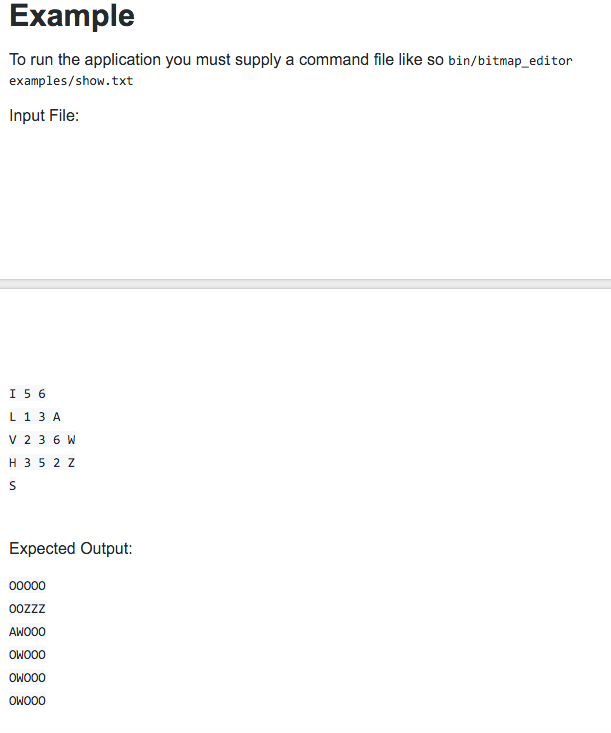 Example
To run the application you must supply a command file like so bin/bitmap_editor
examples/show.txt
Input File:
I 5 6
L 1 3 A
V 2 3 6 W
H 3 5 2 Z
S
Expected Output:
OOOOO
OOZZZ
AWOOO
OWOOO
OWOOO
OWOOO